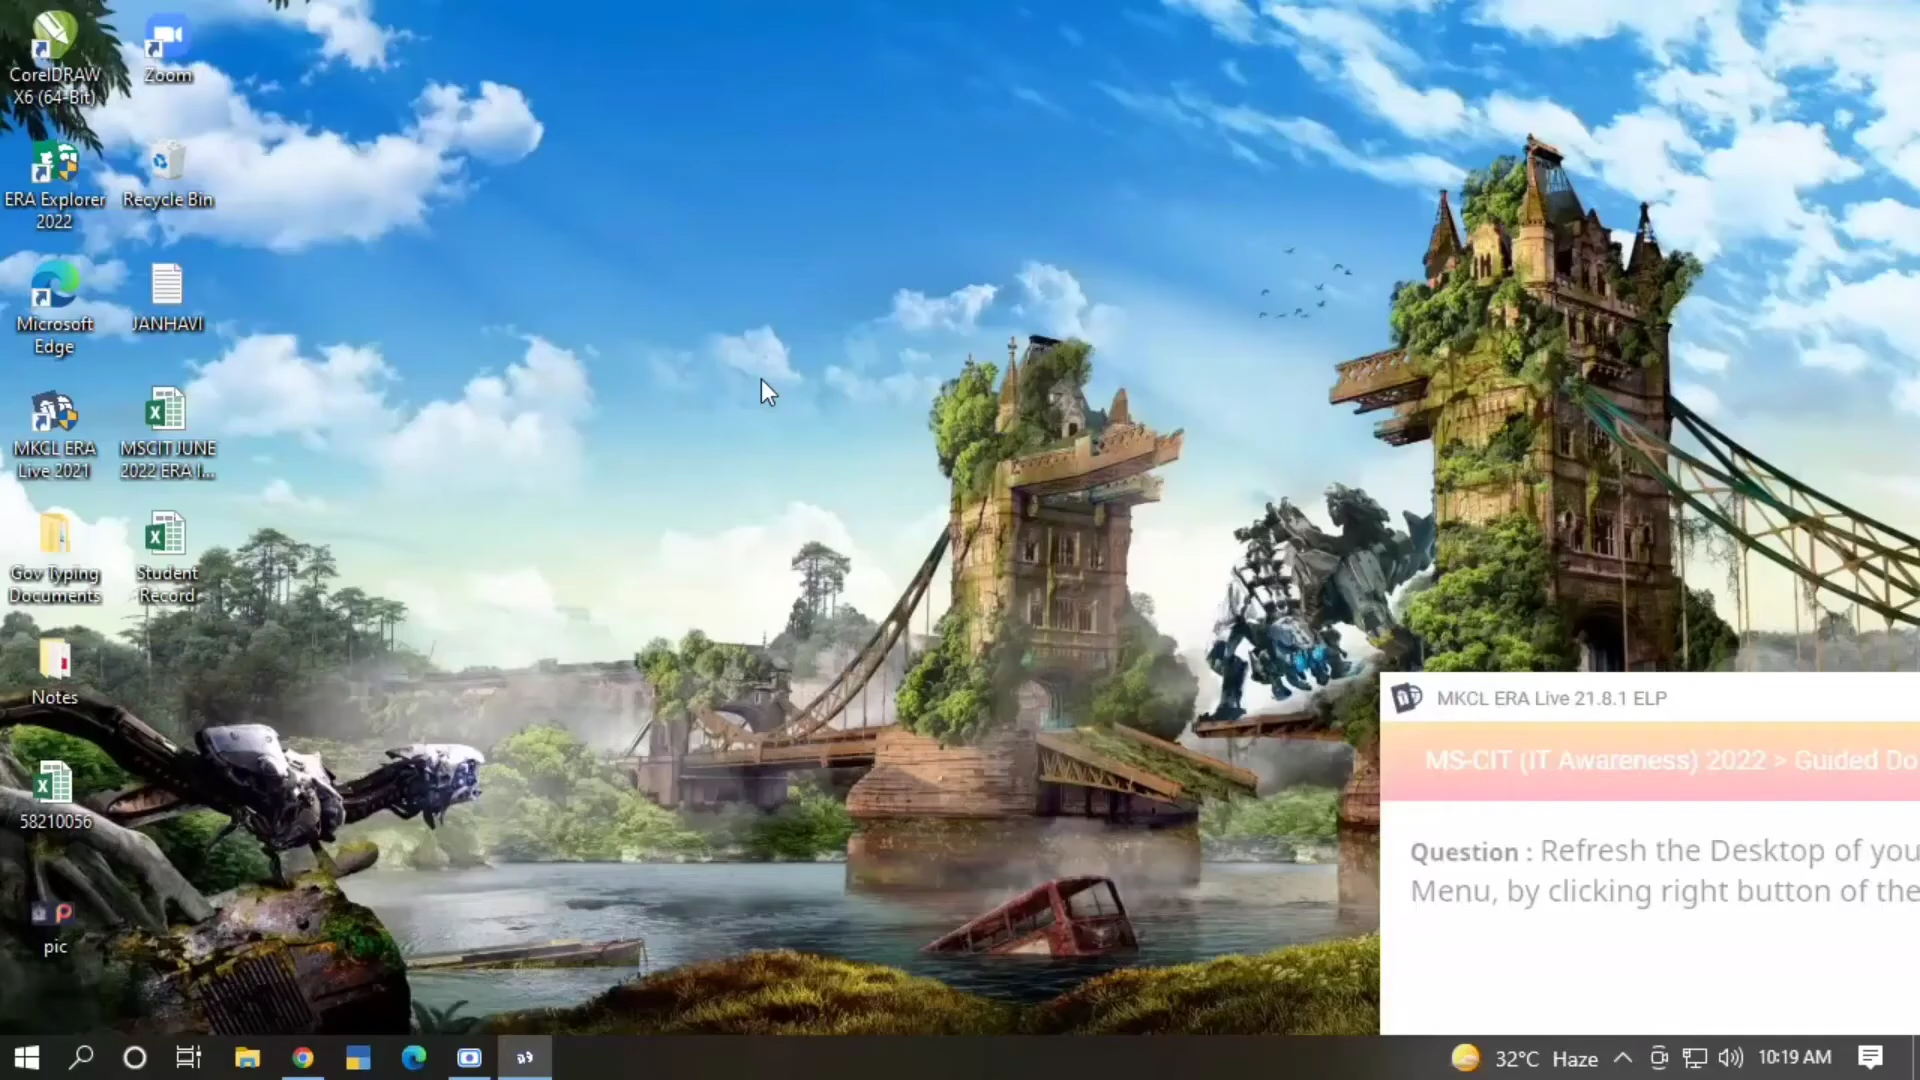 CorelDRAW
X6 (64-Bit)
Zoom
ERA Explorer
2022
Recycle Bin
Microsoft
Edge
JANHAVI
MKCL ERA
Live 2021
MSCIT JUNE
2022 ERA I...
Gov Typing
Documents
Student
Record
Notes
58210056
pic
MKCL ERA Live 21.8.1 ELP
MS-CIT (IT Awareness) 2022 > Guided Do
Question : Refresh the Desktop of you
Menu, by clicking right button of the
32°C Haze
10:19 AM